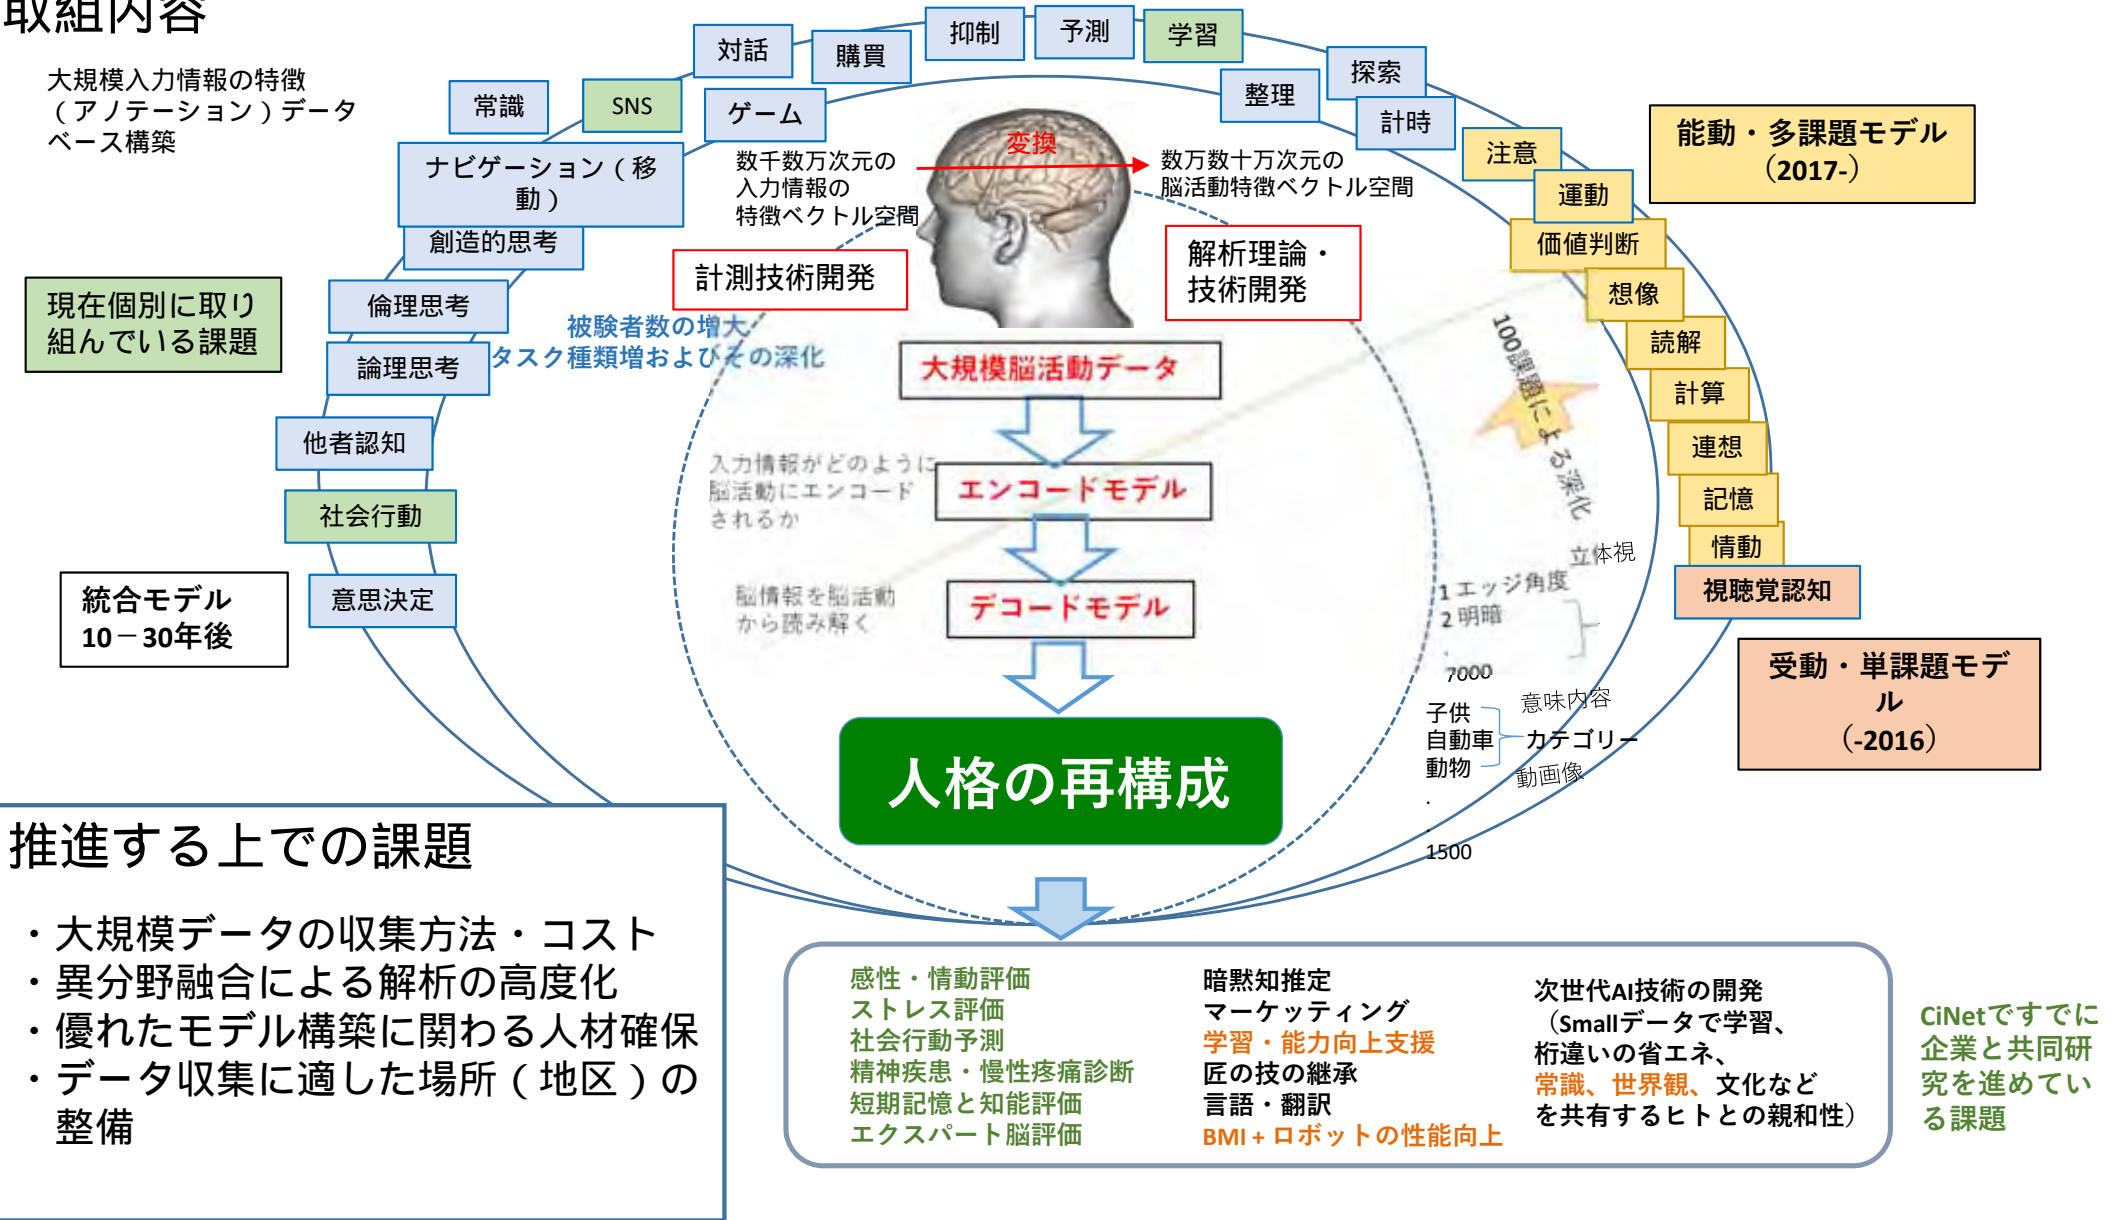 取組内容
大規模入力情報の特徴
（アノテーション）データ
ベース構築
常識
SNS
対話
購買
抑制
予測
学習
探索
整理
計時
ゲーム
ナビゲーション（移
動）
創造的思考
倫理思考
論理思考
他者認知
社会行動
意思決定
注意
運動
価値判断
想像
読解
計算
連想
記憶
情動
視聴覚認知
能動・多課題モデル
（2017-）
受動・単課題モデ
ル
（-2016）
現在個別に取り
組んでいる課題
統合モデル
10－30年後
数千数万次元の
入力情報の
特徴ベクトル空間
変換
数万数十万次元の
脳活動特徴ベクトル空間
計測技術開発
解析理論・
技術開発
被験者数の増大
タスク種類増およびその深化
大規模脳活動データ
入力情報がどのように
脳活動にエンコード
されるか
エンコードモデル
脳情報を脳活動
から読み解く
デコードモデル
人格の再構成
100課題による深化
立体視
1 エッジ角度
2 明暗
.
7000
意味内容
子供
自動車
動物
カテゴリー
動画像
.
.
1500
推進する上での課題
・大規模データの収集方法・コスト
・異分野融合による解析の高度化
・優れたモデル構築に関わる人材確保
・データ収集に適した場所（地区）の
整備
感性・情動評価
ストレス評価
社会行動予測
精神疾患・慢性疼痛診断
短期記憶と知能評価
エクスパート脳評価
暗黙知推定
マーケッティング
学習・能力向上支援
匠の技の継承
言語・翻訳
BMI + ロボットの性能向上
次世代AI技術の開発
（Smallデータで学習、
桁違いの省エネ、
常識、世界観、文化など
を共有するヒトとの親和性）
CiNetですでに
企業と共同研
究を進めてい
る課題